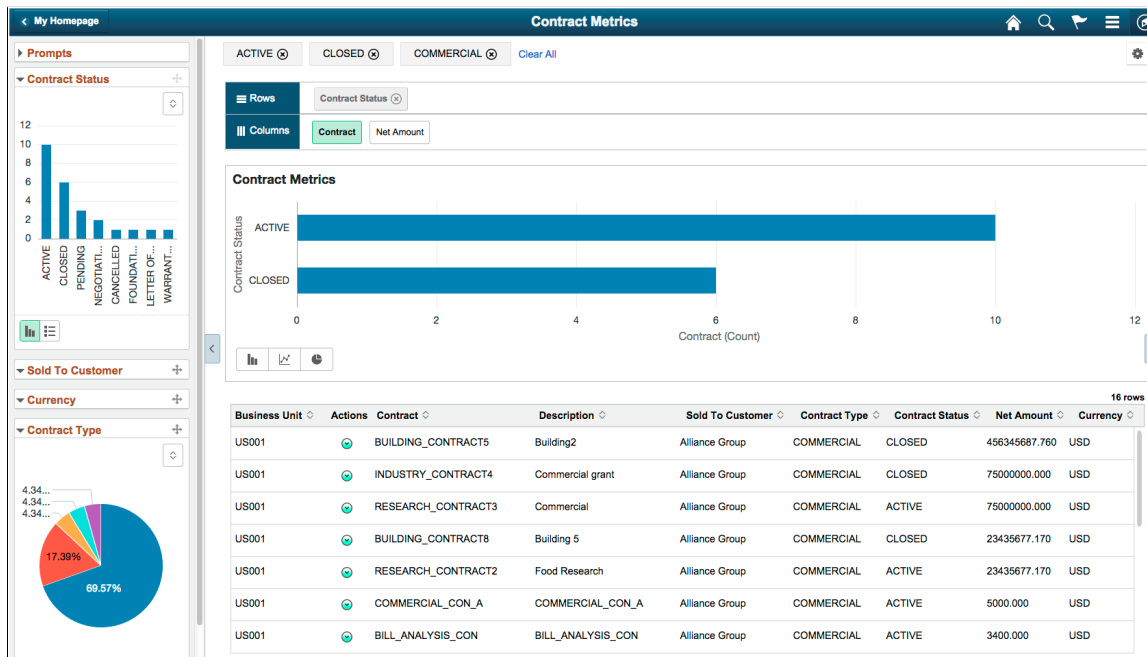 My Homepage
Contract Metrics
Prompts
Contract Status
12
10
8
6
4
2
0
ACTIVE
CLOSED
PENDING
NEGOTIATI...
CANCELLED
FOUNDATI...
LETTER OF...
WARRANT...
Sold To Customer
Currency
Contract Type
4.34...
4.34...
4.34...
17.39%
69.57%
ACTIVE CLOSED COMMERCIAL Clear All
Rows Contract Status
Columns Contract Net Amount
Contract Metrics
Contract Status
ACTIVE
CLOSED
0 2 4 6 8 10 12
Contract (Count)
16 rows
Business Unit Actions Contract Description Sold To Customer Contract Type Contract Status Net Amount Currency
US001 BUILDING_CONTRACT5 Building2 Alliance Group COMMERCIAL CLOSED 456345687.760 USD
US001 INDUSTRY_CONTRACT4 Commercial grant Alliance Group COMMERCIAL CLOSED 75000000.000 USD
US001 RESEARCH_CONTRACT3 Commercial Alliance Group COMMERCIAL ACTIVE 75000000.000 USD
US001 BUILDING_CONTRACT8 Building 5 Alliance Group COMMERCIAL CLOSED 23435677.170 USD
US001 RESEARCH_CONTRACT2 Food Research Alliance Group COMMERCIAL ACTIVE 23435677.170 USD
US001 COMMERCIAL_CON_A COMMERCIAL_CON_A Alliance Group COMMERCIAL ACTIVE 5000.000 USD
US001 BILL_ANALYSIS_CON BILL_ANALYSIS_CON Alliance Group COMMERCIAL ACTIVE 3400.000 USD